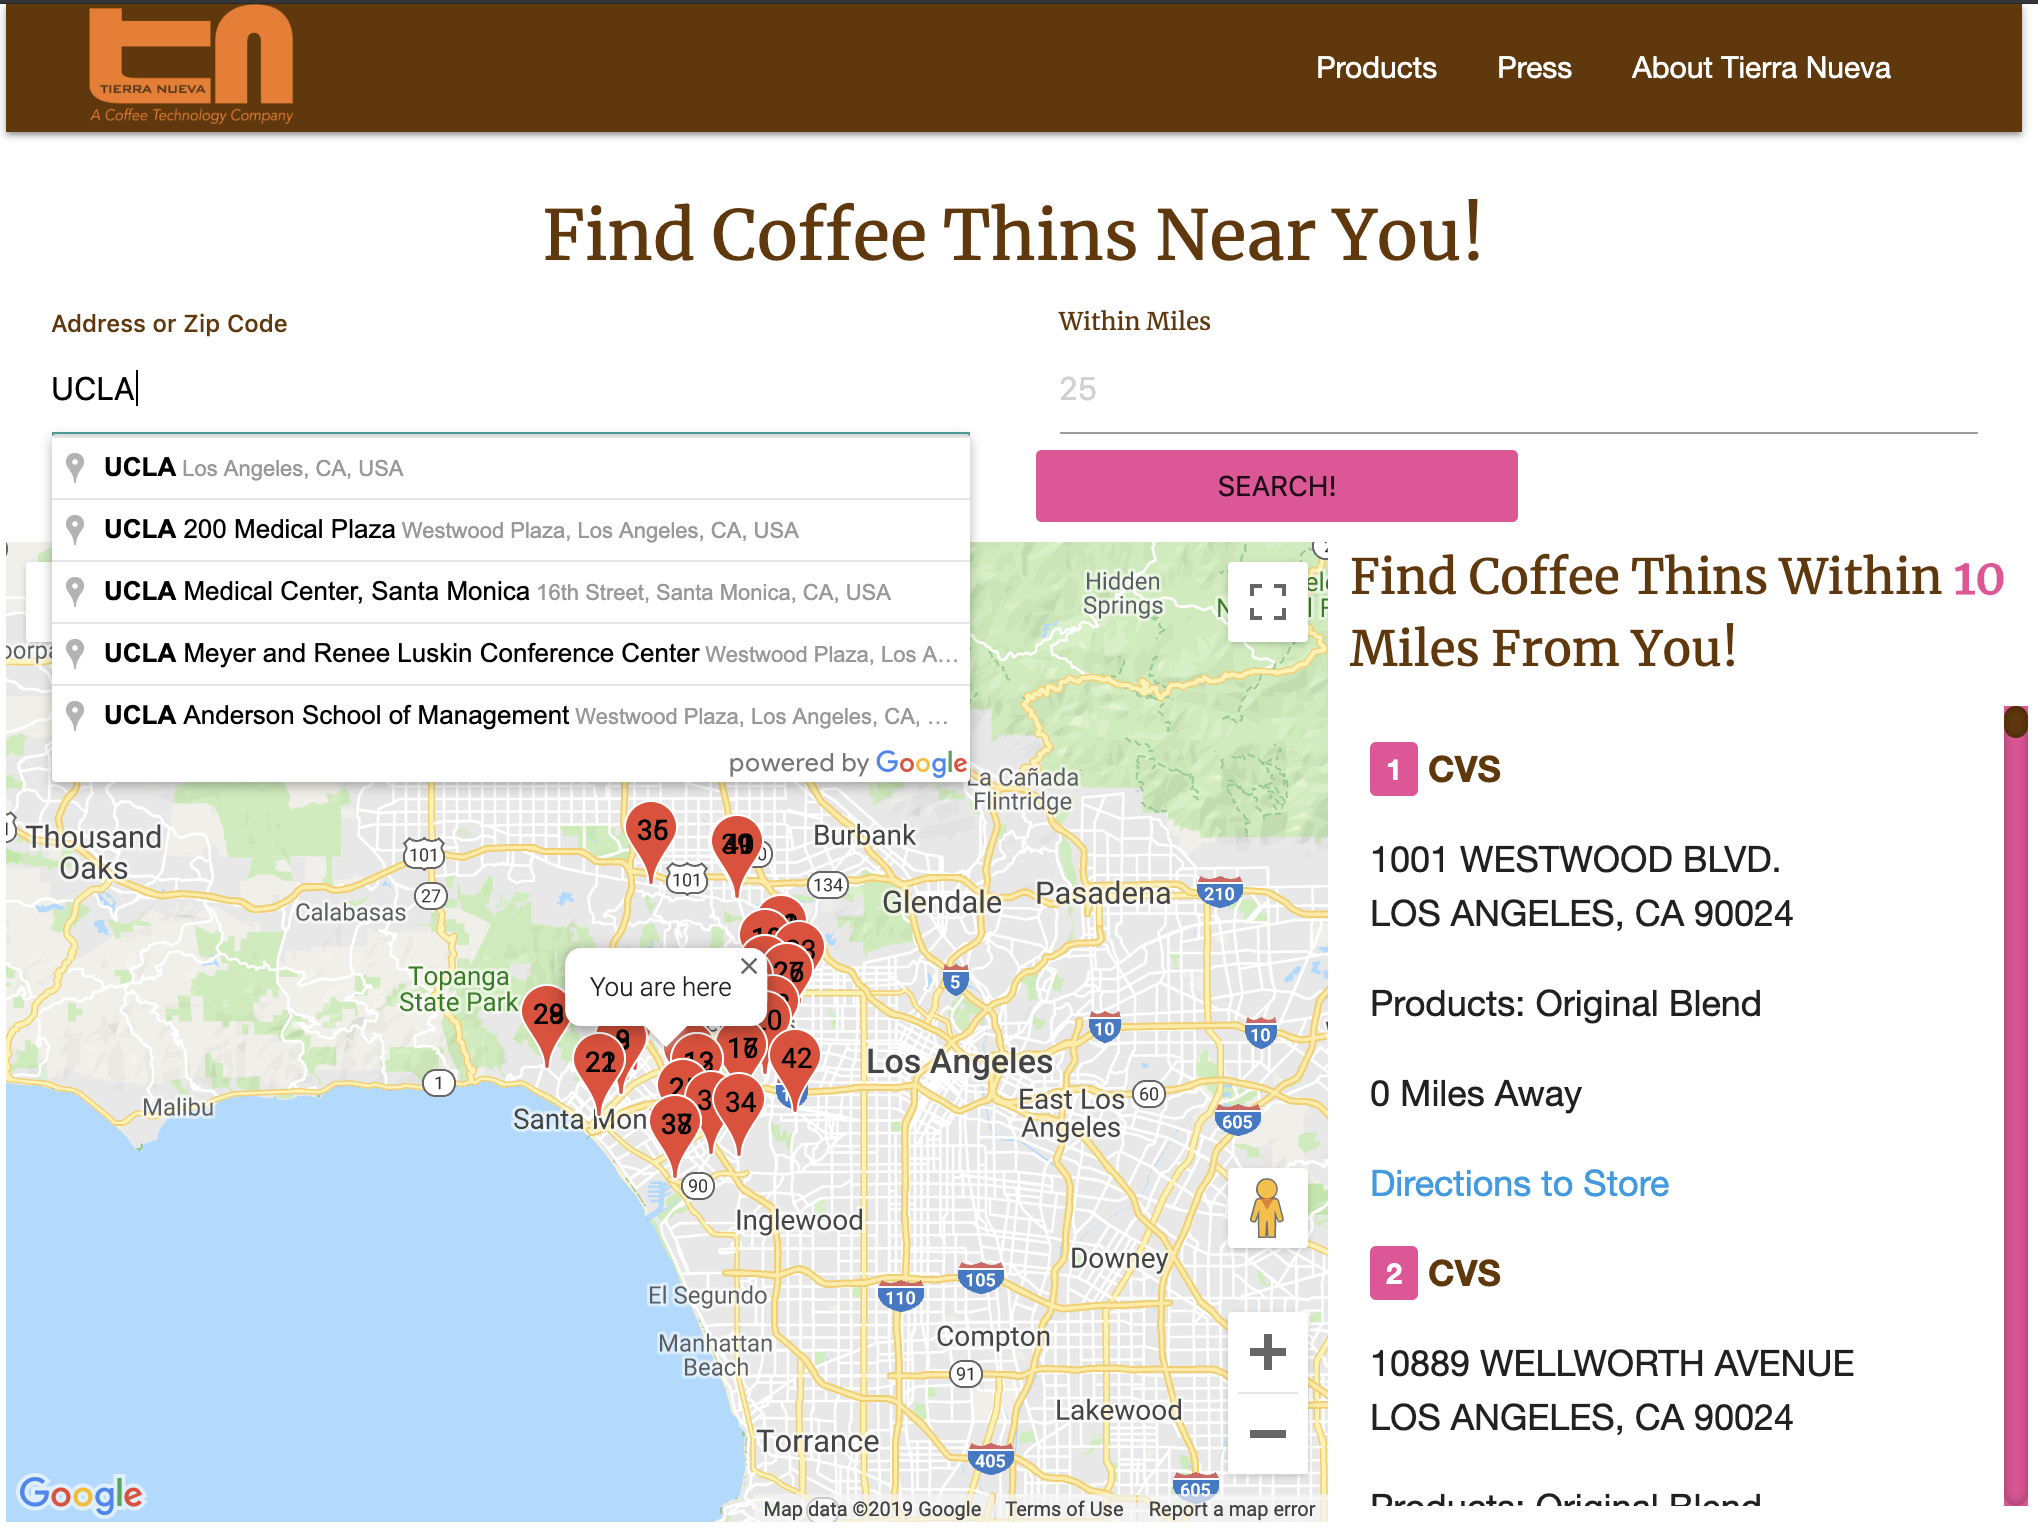 TIERRA NUEVA
A Coffee Technology Company
Products
Press
About Tierra Nueva
Find Coffee Thins Near You!
Address or Zip Code
Within Miles
UCLA
25
UCLA Los Angeles, CA, USA
UCLA 200 Medical Plaza Westwood Plaza, Los Angeles, CA, USA
UCLA Medical Center, Santa Monica 16th Street, Santa Monica, CA, USA
UCLA Meyer and Renee Luskin Conference Center Westwood Plaza, Los A...
UCLA Anderson School of Management Westwood Plaza, Los Angeles, CA, ...
powered by Google
SEARCH!
Hidden
Springs
La Cañada
Flintridge
Thousand
Oaks
101
27
Calabasas
35
101
134
Burbank
Glendale
Pasadena
210
Topanga
State Park
You are here
5
10
10
42
Los Angeles
1
Malibu
Santa Mon
34
East Los
Angeles
60
605
90
Inglewood
Downey
El Segundo
105
110
Manhattan
Beach
Compton
91
Lakewood
Torrance
405
605
Google
Map data ©2019 Google
Terms of Use
Report a map error
Find Coffee Thins Within 10
Miles From You!
1 CVS
1001 WESTWOOD BLVD.
LOS ANGELES, CA 90024
Products: Original Blend
0 Miles Away
Directions to Store
2 CVS
10889 WELLWORTH AVENUE
LOS ANGELES, CA 90024
Products: Original Blend